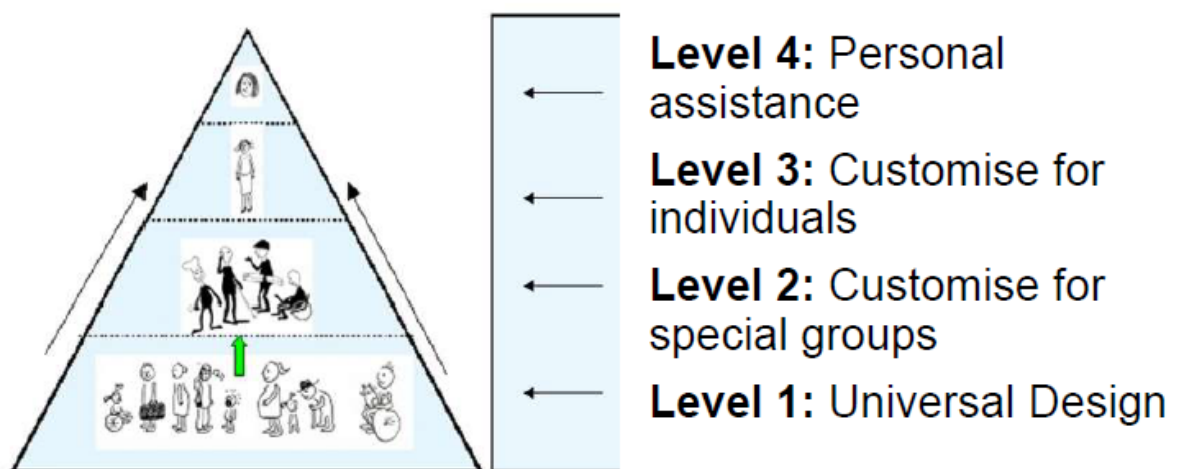 Level 4: Personal
assistance
Level 3: Customise for
individuals
Level 2: Customise for
special groups
Level 1: Universal Design